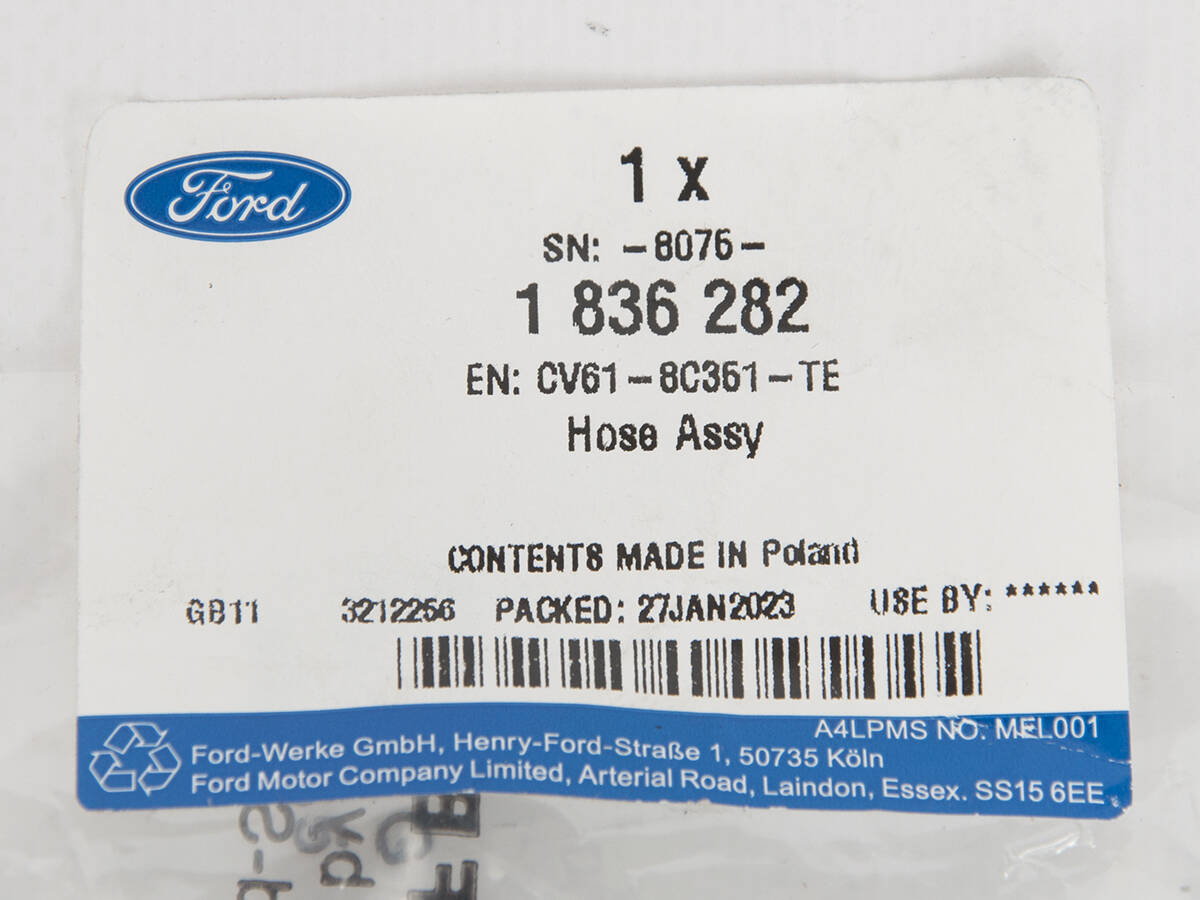 Ford
1 x
SN: -8076-
1 836 282
EN: CV61-8C361-TE
Hose Assy
CONTENTS MADE IN Poland
GB11 3212256 PACKED: 27JAN2023 USE BY: ******
A4LPMS NO. MEL001
Ford-Werke GmbH, Henry-Ford-Straße 1, 50735 Köln
Ford Motor Company Limited, Arterial Road, Laindon, Essex. SS15 6EE